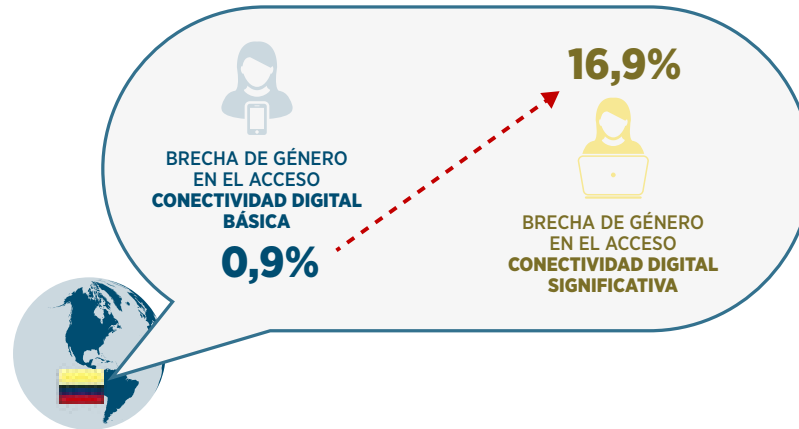 BRECHA DE GÉNERO
EN EL ACCESO
CONECTIVIDAD DIGITAL
BÁSICA
0,9%
16,9%
BRECHA DE GÉNERO
EN EL ACCESO
CONECTIVIDAD DIGITAL
SIGNIFICATIVA